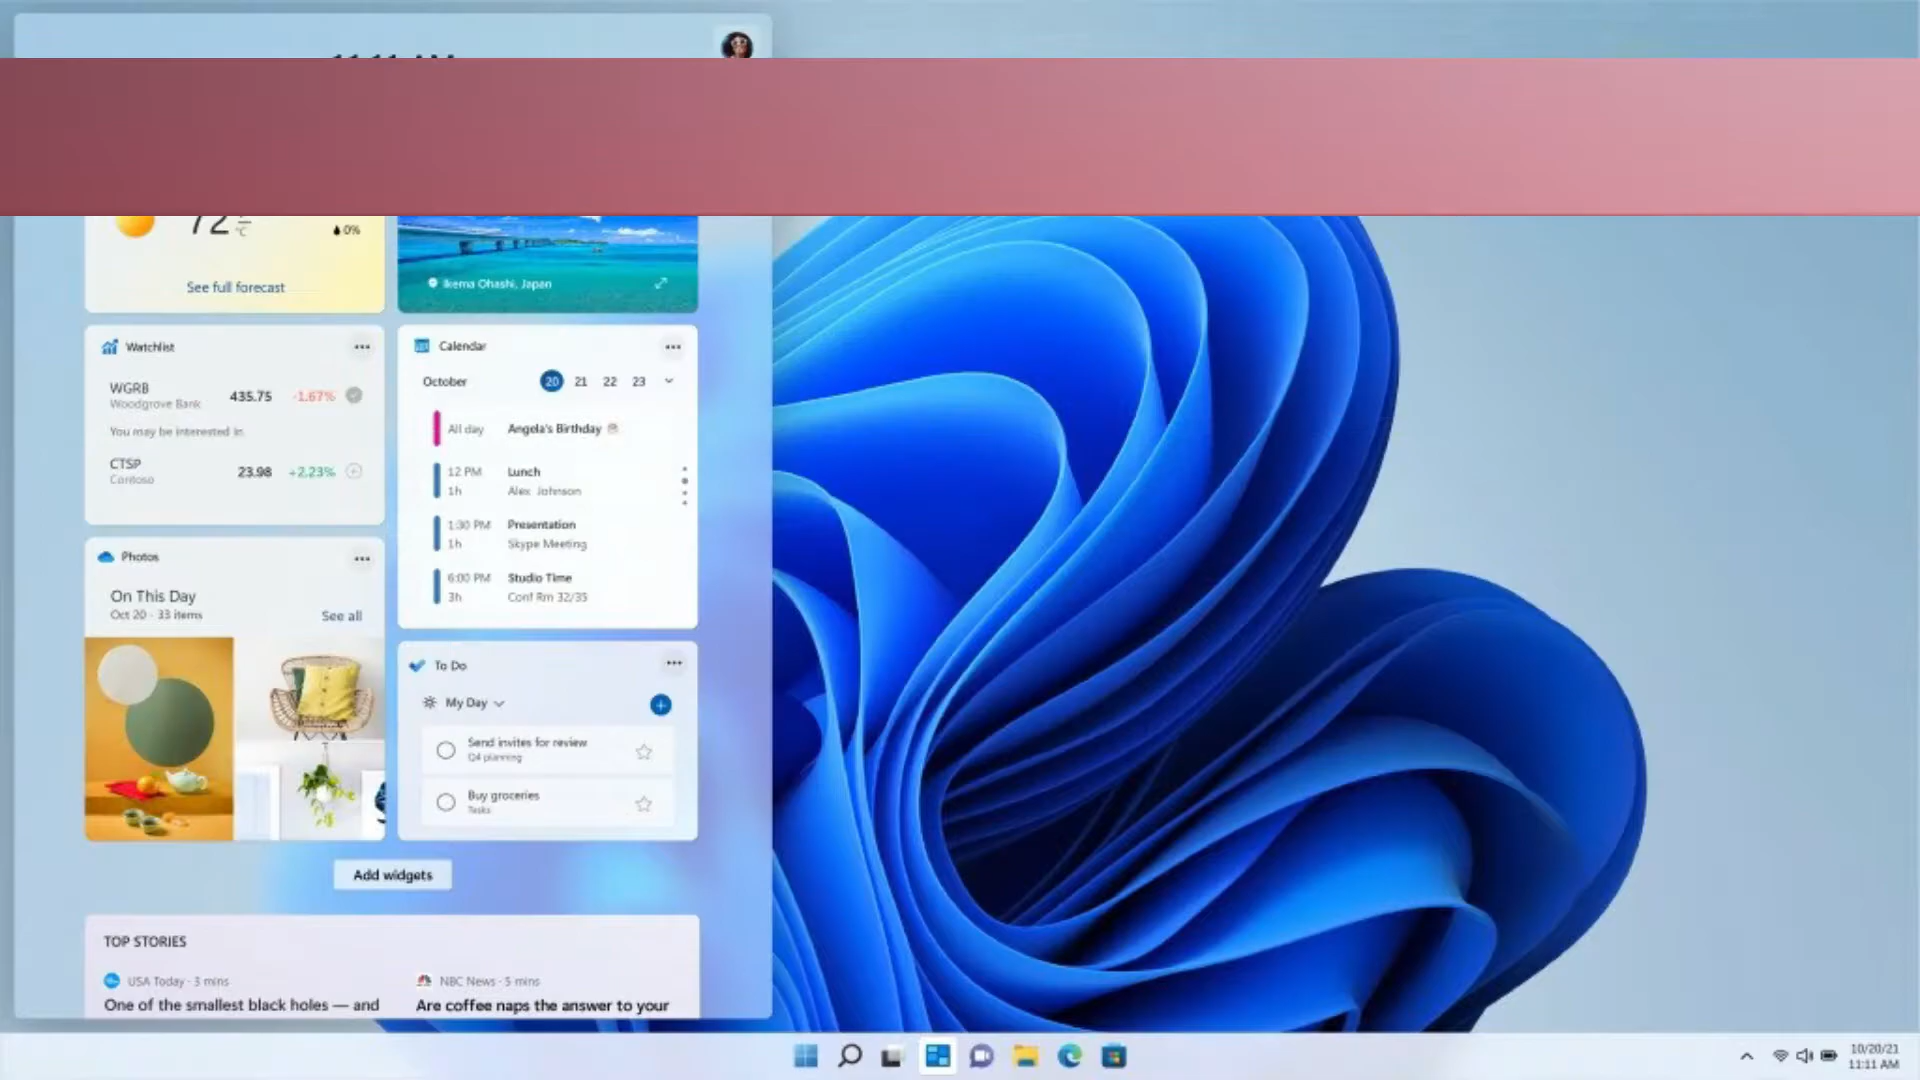 72
°C
0%
See full forecast
Ikema Ohashi, Japan
Watchlist
WGRB
Woodgrove Bank
435.75
-1.67%
You may be interested in
CTSP
Contoso
23.98
+2.23%
Calendar
October
20 21 22 23
All day
Angela's Birthday
12 PM
Lunch
1h
Alex Johnson
1:30 PM
Presentation
1h
Skype Meeting
6:00 PM
Studio Time
3h
Conf Rm 32/35
Photos
On This Day
Oct 20 · 33 items
See all
To Do
My Day
Send invites for review
Q4 planning
Buy groceries
Tasks
Add widgets
TOP STORIES
USA Today · 3 mins
One of the smallest black holes — and
NBC News · 5 mins
Are coffee naps the answer to your
10/20/21
11:11 AM